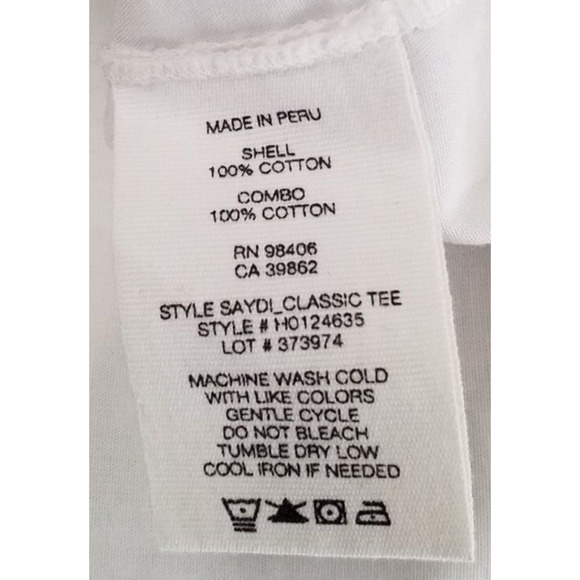 MADE IN PERU
SHELL
100% COTTON
COMBO
100% COTTON
RN 98406
CA 39862
STYLE SAYDI_CLASSIC TEE
STYLE # H0124635
LOT # 373974
MACHINE WASH COLD
WITH LIKE COLORS
GENTLE CYCLE
DO NOT BLEACH
TUMBLE DRY LOW
COOL IRON IF NEEDED